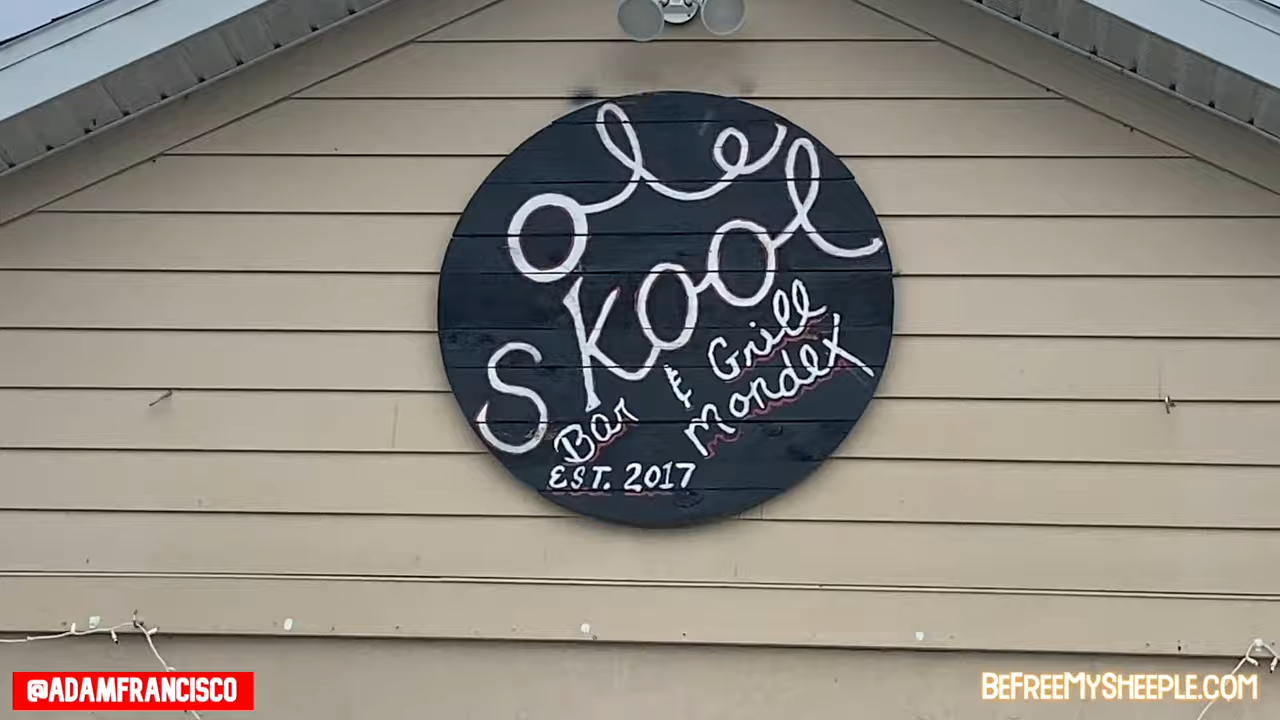 ole
Skool
Bar & Grill
Mondex
EST. 2017
@ADAMFRANCISCO
BEFREEMYSHEEPLE.COM